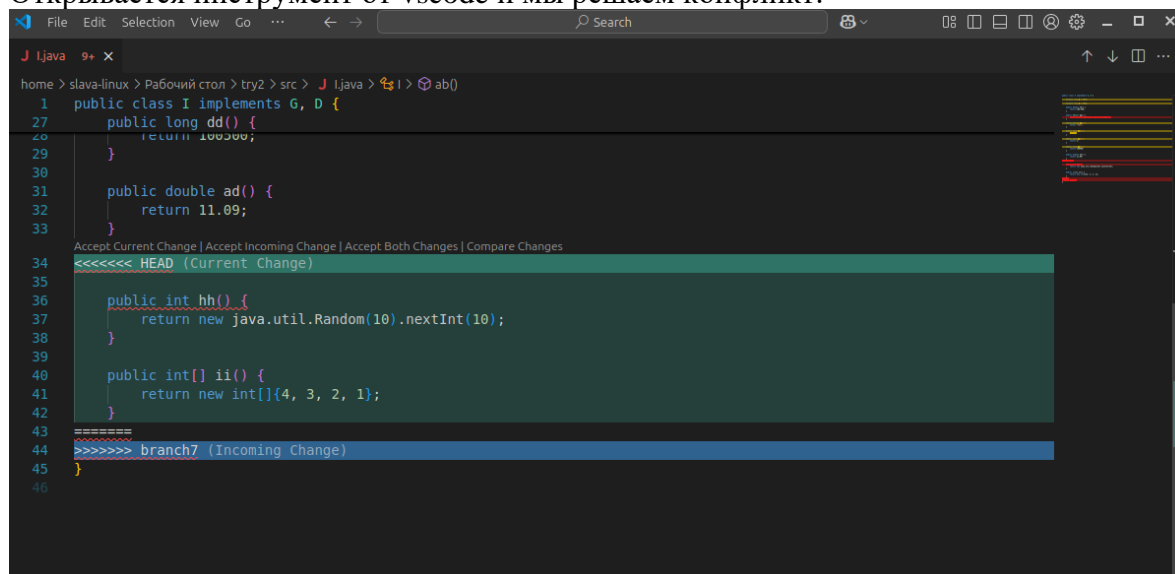 Открывается инструмент от vscode и мы решаем конфликт.
File Edit Selection View Go ··· ← → Search
J I.java 9+ ×
home > slava-linux > Рабочий стол > try2 > src > J I.java > I > ab()
1 public class I implements G, D {
27 public long dd() {
28 return 100500;
29 }
30
31 public double ad() {
32 return 11.09;
33 }
Accept Current Change | Accept Incoming Change | Accept Both Changes | Compare Changes
34 <<<<<<< HEAD (Current Change)
35
36 public int hh() {
37 return new java.util.Random(10).nextInt(10);
38 }
39
40 public int[] ii() {
41 return new int[]{4, 3, 2, 1};
42 }
43 =======
44 >>>>>>> branch7 (Incoming Change)
45 }
46